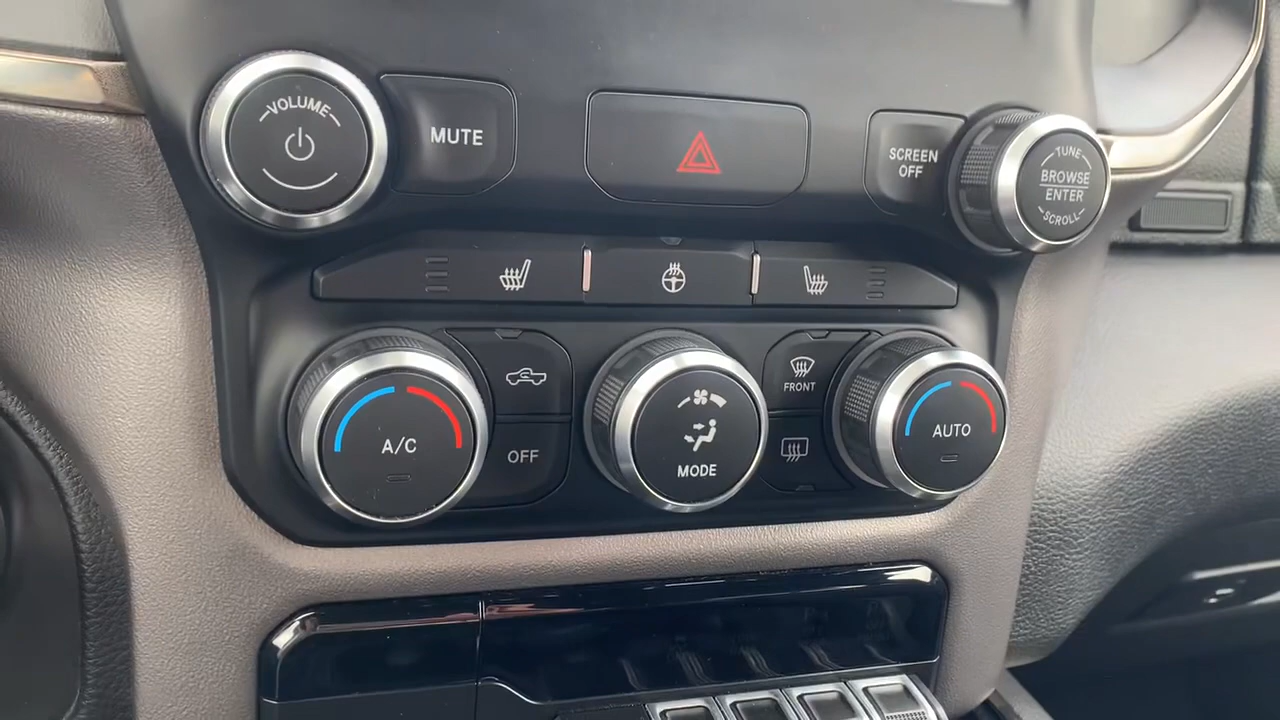 VOLUME
MUTE
SCREEN
OFF
TUNE
BROWSE
ENTER
SCROLL
A/C
OFF
MODE
FRONT
AUTO